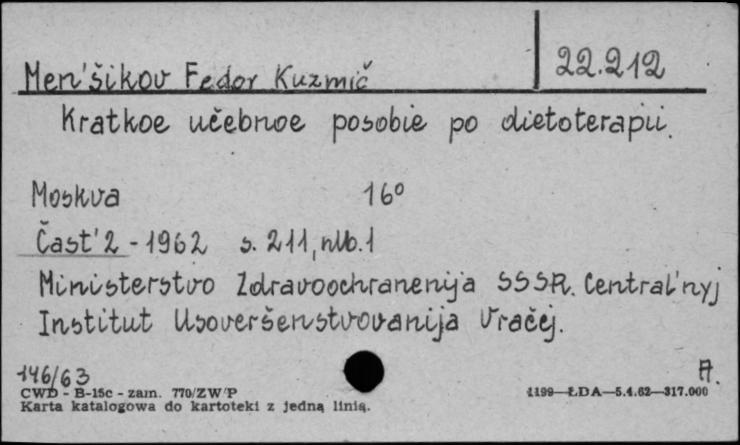 Men'šikov Fedor Kuzmič 22.212
Kratkoe učebnoe posobie po dietoterapii.
Moskva 16°
Čast' 2 - 1962 s. 211, nlb. 1
Ministerstvo Zdravoochranenija SSSR. Central'nyj
Institut Usoveršenstvovanija Vračej.
146/63 A.
CWD - B-15c - zam. 770/ZW/P 1199—ŁDA—5.4.62—317.000
Karta katalogowa do kartoteki z jedną linią.